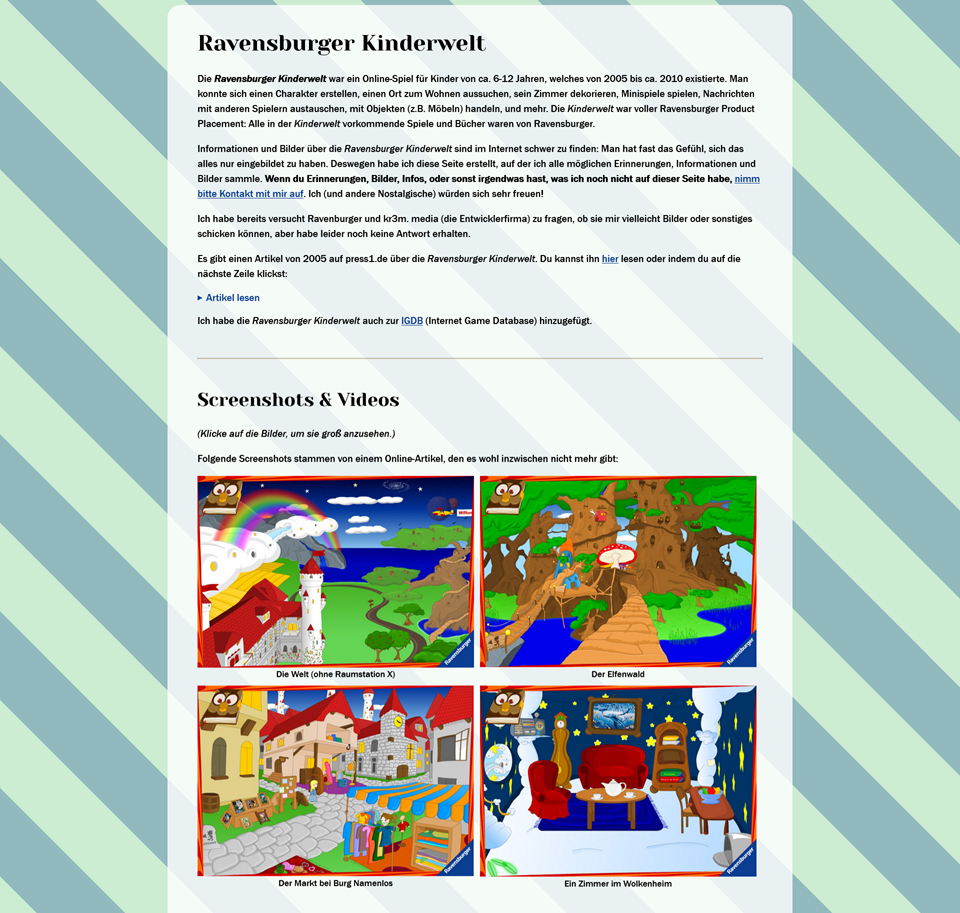 Ravensburger Kinderwelt
Die Ravensburger Kinderwelt war ein Online-Spiel für Kinder von ca. 6-12 Jahren, welches von 2005 bis ca. 2010 existierte. Man
konnte sich einen Charakter erstellen, einen Ort zum Wohnen aussuchen, sein Zimmer dekorieren, Minispiele spielen, Nachrichten
mit anderen Spielern austauschen, mit Objekten (z.B. Möbeln) handeln, und mehr. Die Kinderwelt war voller Ravensburger Product
Placement: Alle in der Kinderwelt vorkommende Spiele und Bücher waren von Ravensburger.
Informationen und Bilder über die Ravensburger Kinderwelt sind im Internet schwer zu finden: Man hat fast das Gefühl, sich das
alles nur eingebildet zu haben. Deswegen habe ich diese Seite erstellt, auf der ich alle möglichen Erinnerungen, Informationen und
Bilder sammle. Wenn du Erinnerungen, Bilder, Infos, oder sonst irgendwas hast, was ich noch nicht auf dieser Seite habe, nimm
bitte Kontakt mit mir auf. Ich (und andere Nostalgische) würden sich sehr freuen!
Ich habe bereits versucht Ravenburger und kr3m. media (die Entwicklerfirma) zu fragen, ob sie mir vielleicht Bilder oder sonstiges
schicken können, aber habe leider noch keine Antwort erhalten.
Es gibt einen Artikel von 2005 auf press1.de über die Ravensburger Kinderwelt. Du kannst ihn hier lesen oder indem du auf die
nächste Zeile klickst:
▸ Artikel lesen
Ich habe die Ravensburger Kinderwelt auch zur IGDB (Internet Game Database) hinzugefügt.
Screenshots & Videos
(Klicke auf die Bilder, um sie groß anzusehen.)
Folgende Screenshots stammen von einem Online-Artikel, den es wohl inzwischen nicht mehr gibt:
Ravensburger
Ravensburger
Die Welt (ohne Raumstation X)
Der Elfenwald
Ravensburger
Ravensburger
Der Markt bei Burg Namenlos
Ein Zimmer im Wolkenheim